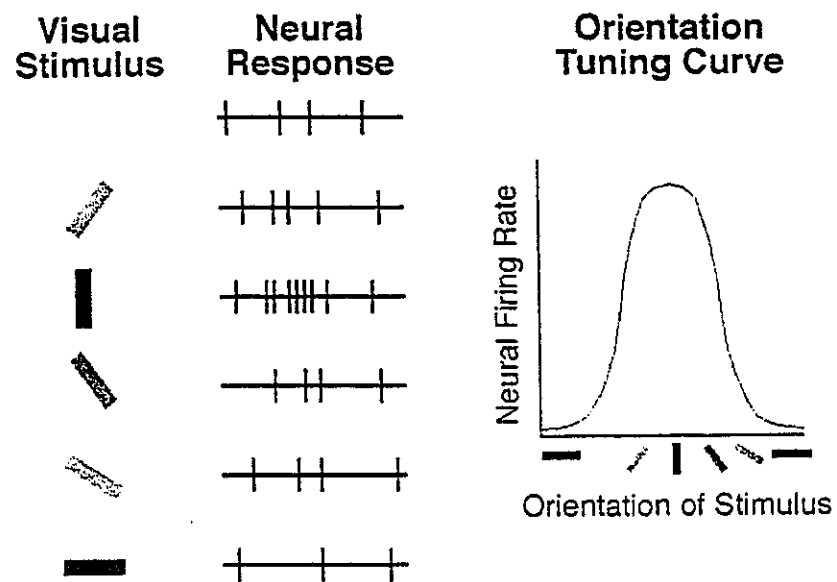 Visual
Stimulus
Neural
Response
Orientation
Tuning Curve
Neural Firing Rate
Orientation of Stimulus